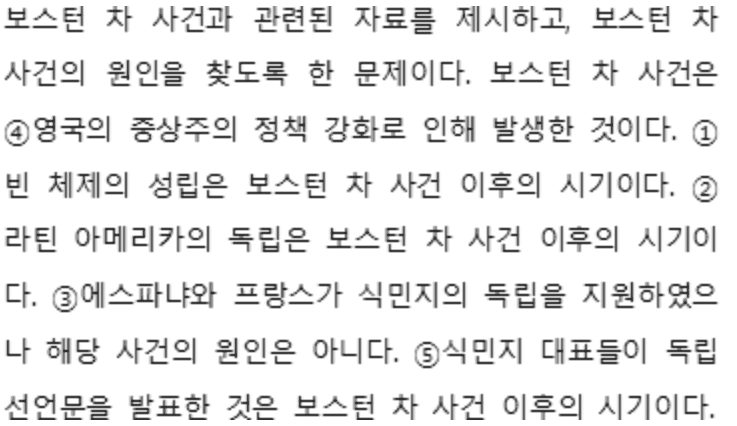 보스턴 차 사건과 관련된 자료를 제시하고, 보스턴 차
사건의 원인을 찾도록 한 문제이다. 보스턴 차 사건은
④영국의 중상주의 정책 강화로 인해 발생한 것이다. ①
빈 체제의 성립은 보스턴 차 사건 이후의 시기이다. ②
라틴 아메리카의 독립은 보스턴 차 사건 이후의 시기이
다. ③에스파냐와 프랑스가 식민지의 독립을 지원하였으
나 해당 사건의 원인은 아니다. ⑤식민지 대표들이 독립
선언문을 발표한 것은 보스턴 차 사건 이후의 시기이다.